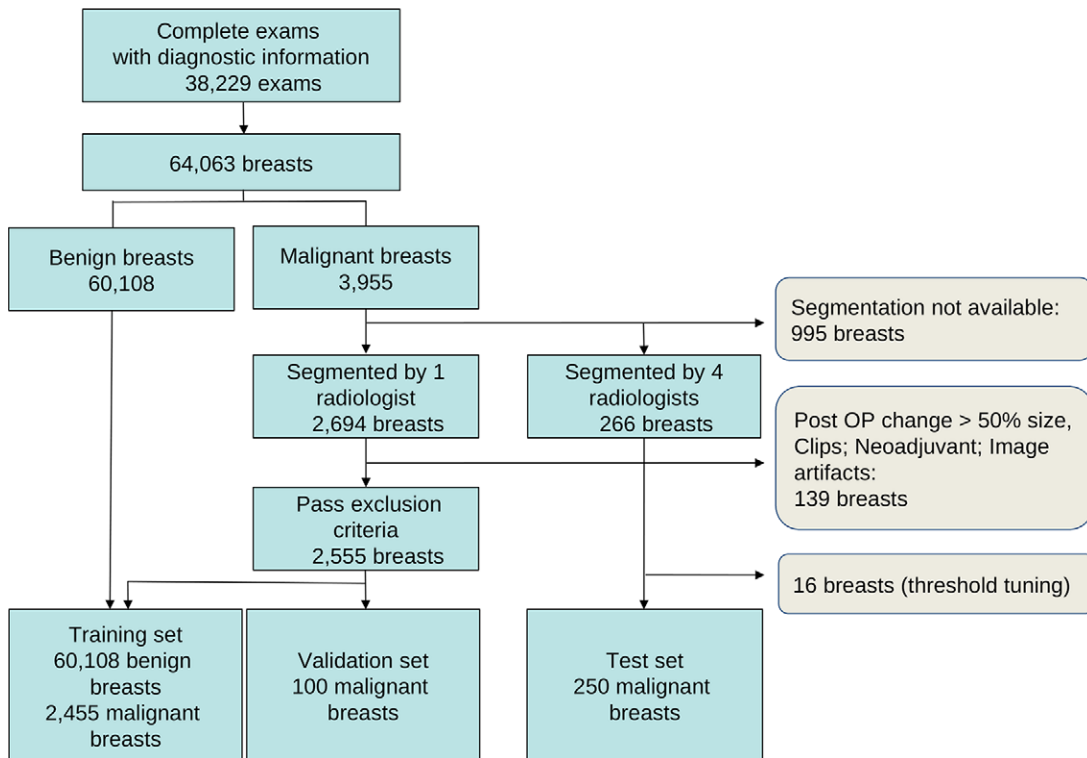 Complete exams
with diagnostic information
38,229 exams
64,063 breasts
Benign breasts
60,108
Malignant breasts
3,955
Segmentation not available:
995 breasts
Segmented by 1
radiologist
2,694 breasts
Segmented by 4
radiologists
266 breasts
Post OP change > 50% size,
Clips; Neoadjuvant; Image
artifacts:
139 breasts
Pass exclusion
criteria
2,555 breasts
16 breasts (threshold tuning)
Training set
60,108 benign
breasts
2,455 malignant
breasts
Validation set
100 malignant
breasts
Test set
250 malignant
breasts